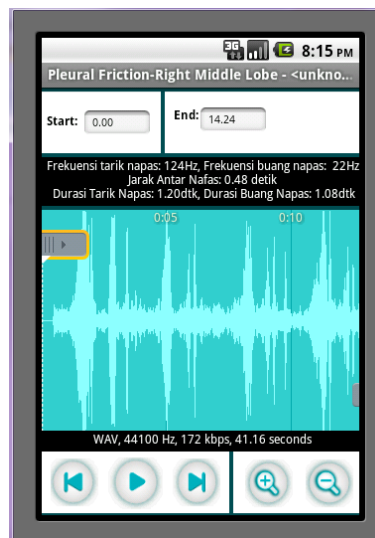 3G 8:15 PM
Pleural Friction-Right Middle Lobe - <unkno...
Start: 0.00 End: 14.24
Frekuensi tarik napas: 124Hz, Frekuensi buang napas: 22Hz
Jarak Antar Nafas: 0.48 detik
Durasi Tarik Napas: 1.20dtk, Durasi Buang Napas: 1.08dtk
0:05 0:10
WAV, 44100 Hz, 172 kbps, 41.16 seconds